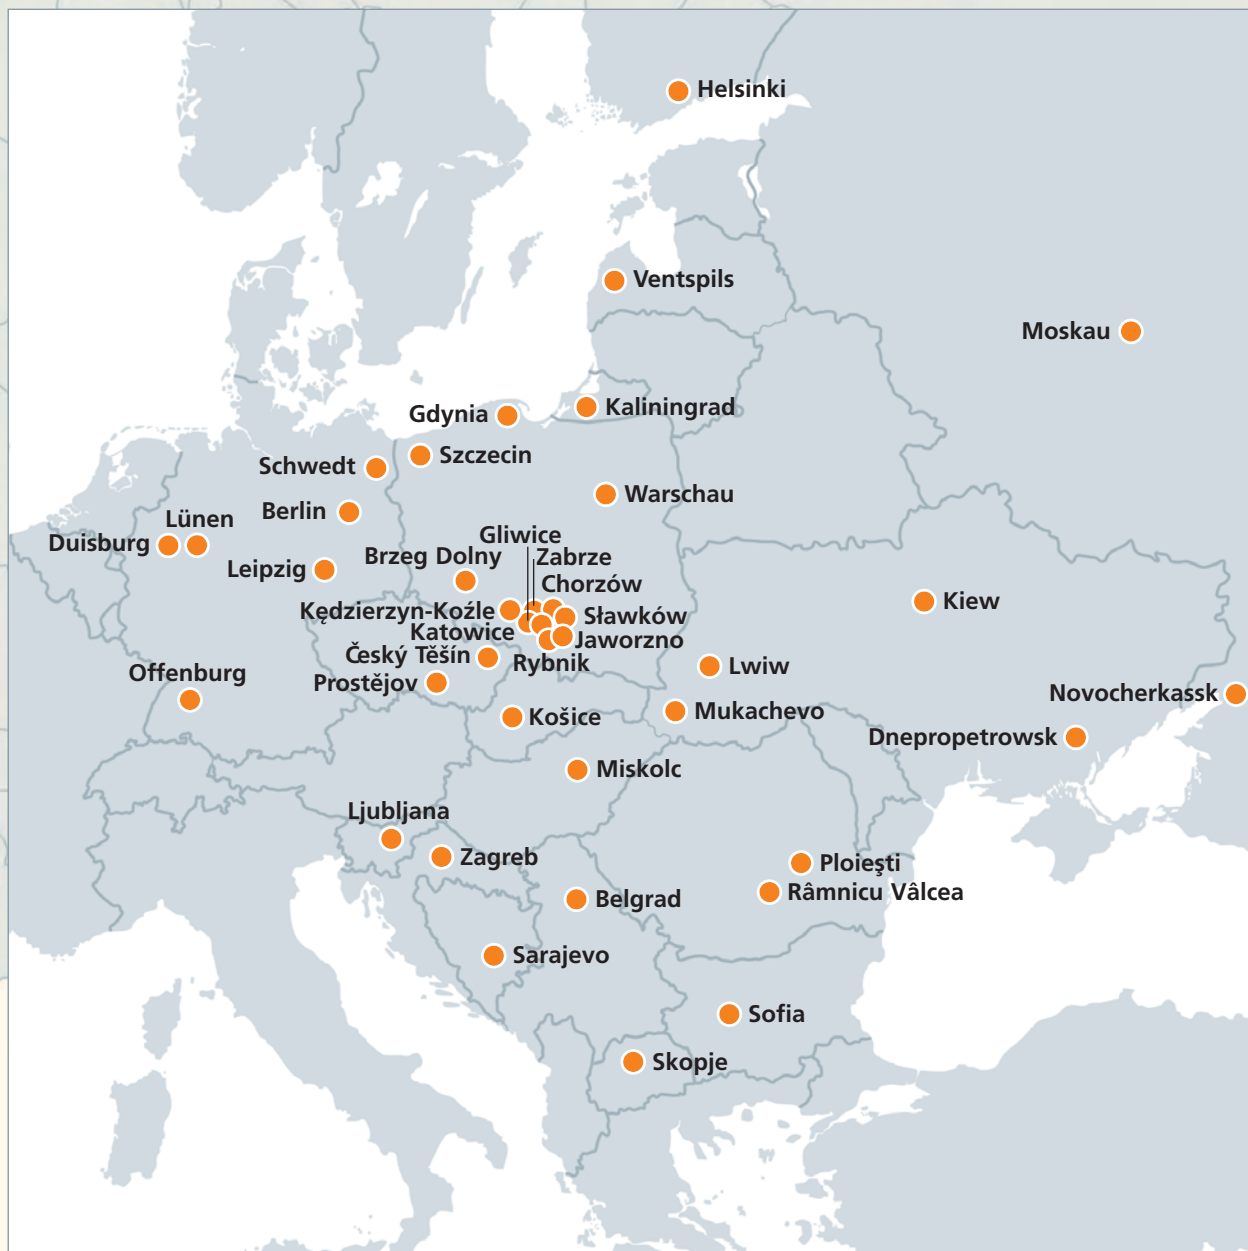 Helsinki
Ventspils
Moskau
Kaliningrad
Gdynia
Szczecin
Schwedt
Warschau
Berlin
Lünen
Duisburg
Gliwice
Zabrze
Brzeg Dolny
Leipzig
Chorzów
Kiew
Kędzierzyn-Koźle
Sławków
Katowice
Jaworzno
Český Těšín
Rybnik
Lwiw
Offenburg
Prostějov
Novocherkassk
Mukachevo
Košice
Dnepropetrowsk
Miskolc
Ljubljana
Zagreb
Ploieşti
Râmnicu Vâlcea
Belgrad
Sarajevo
Sofia
Skopje